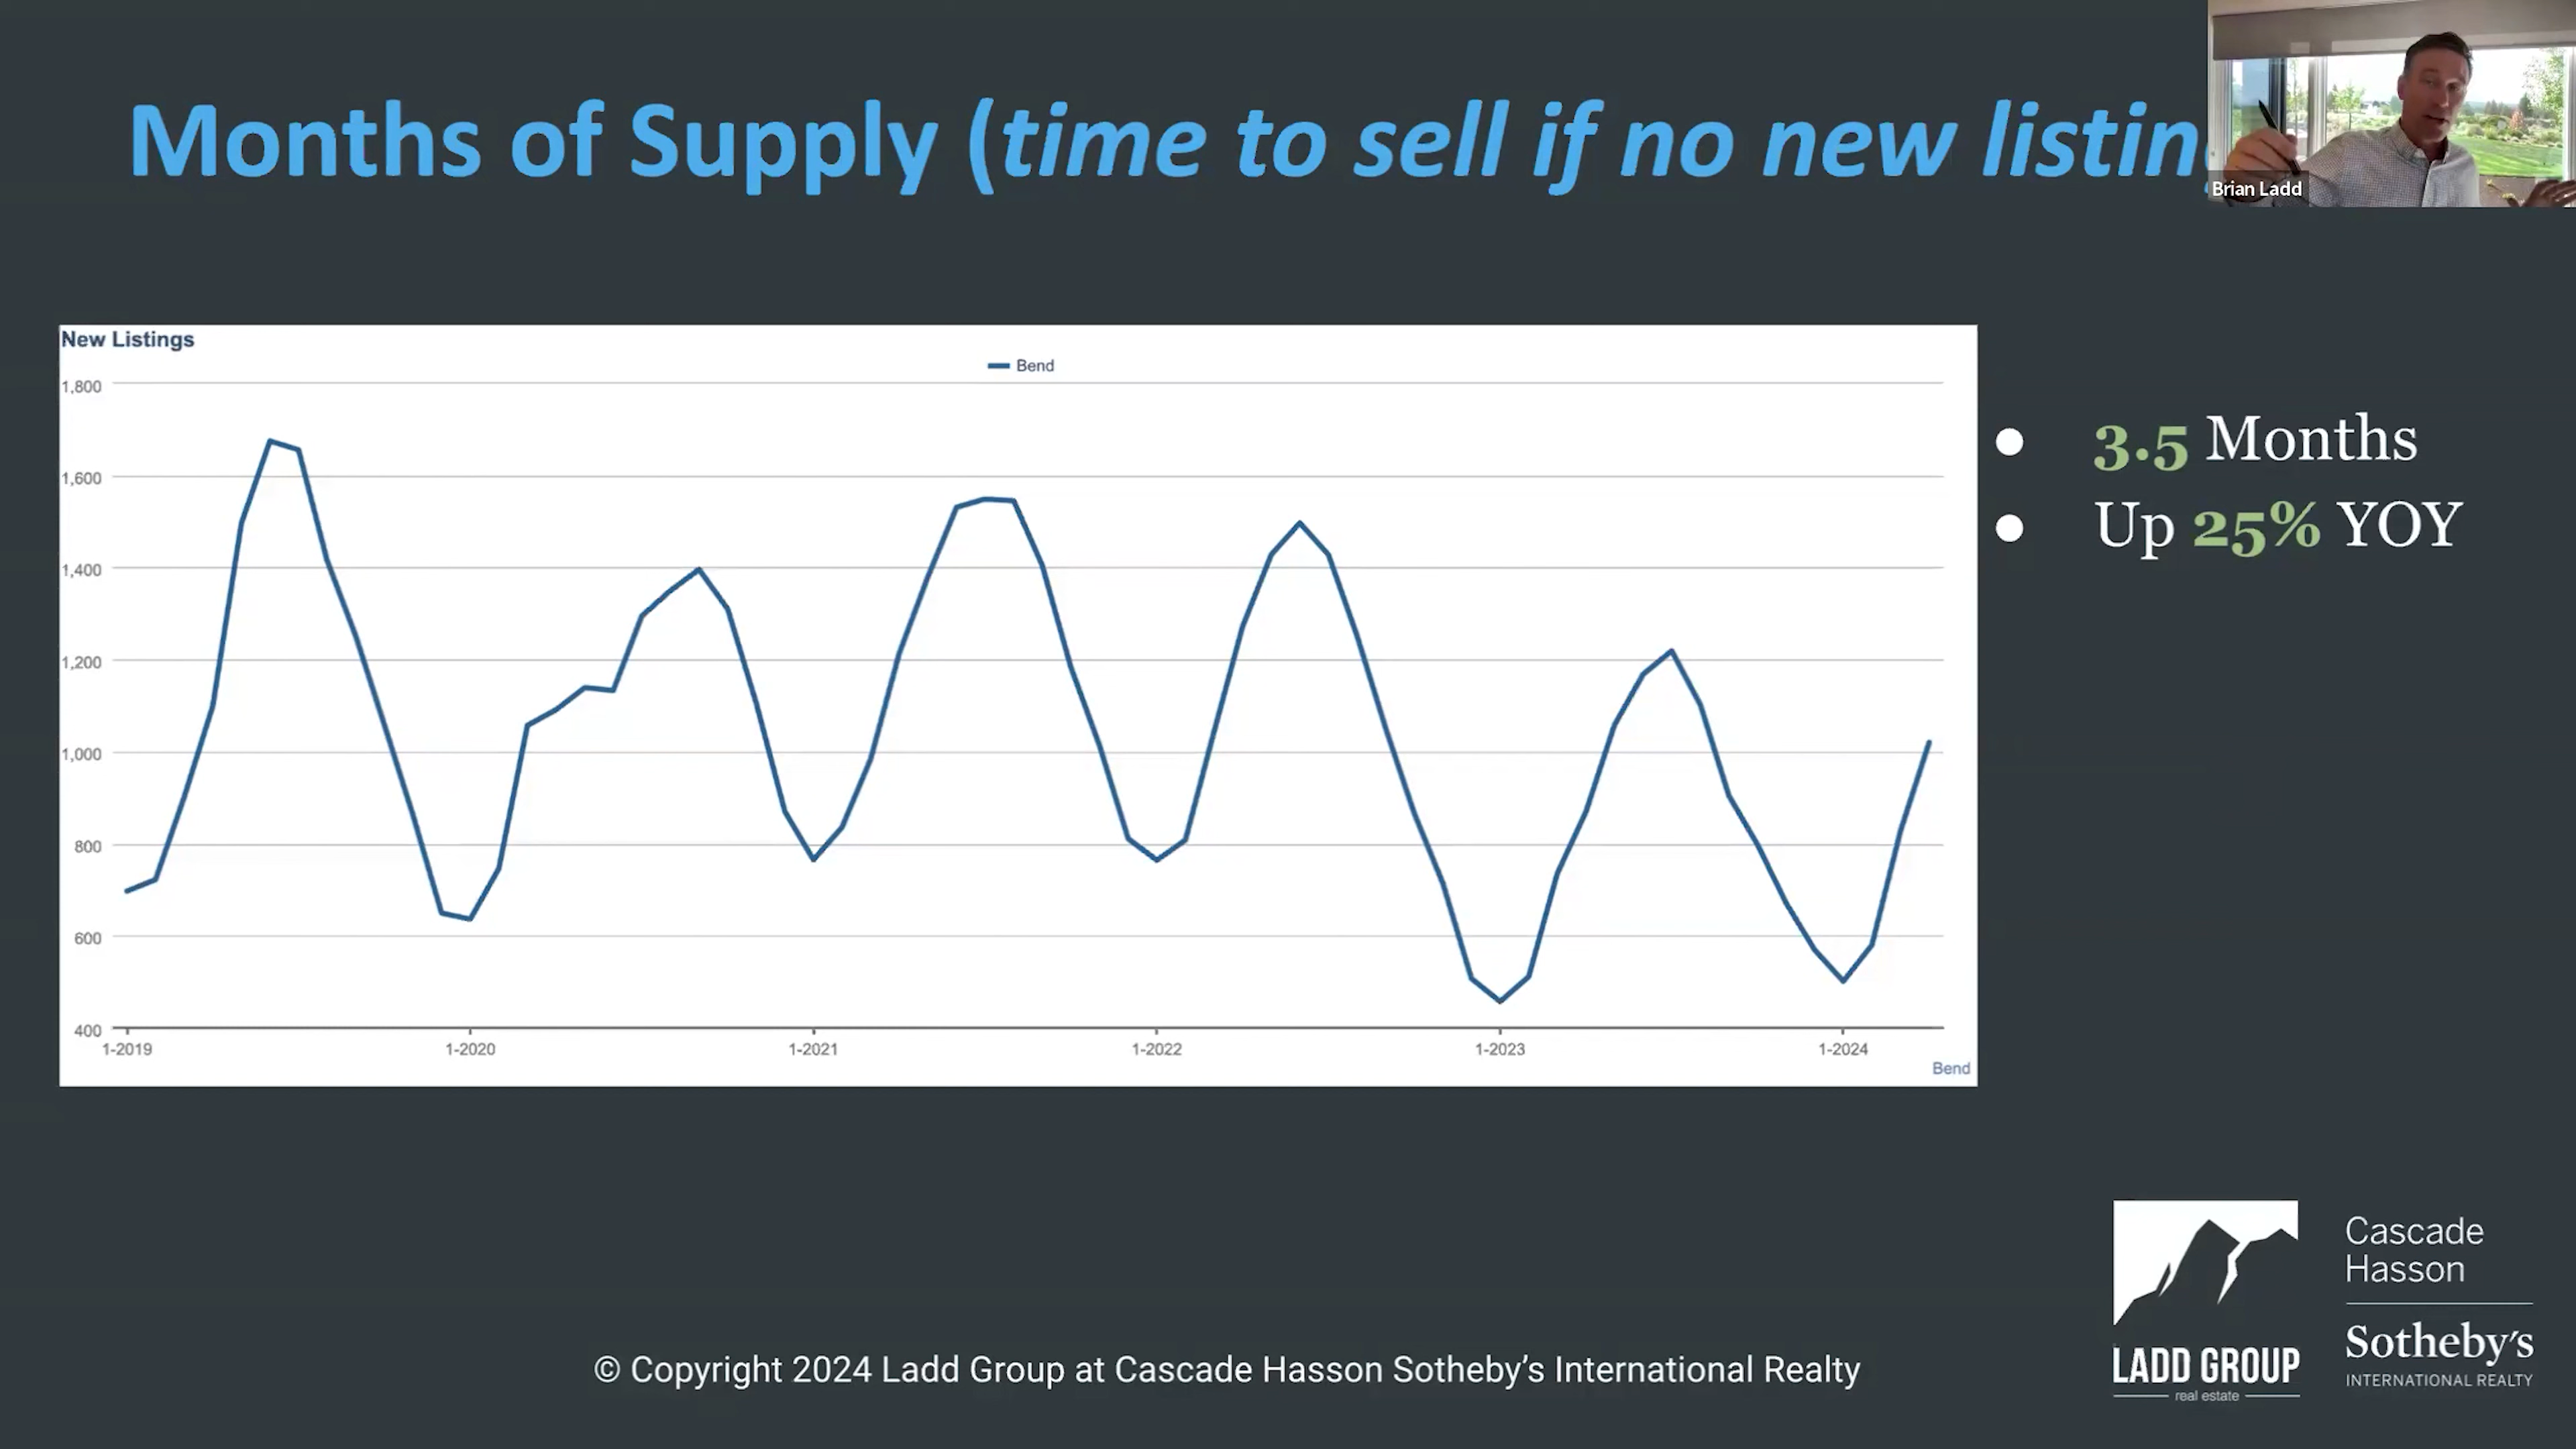 Months of Supply (time to sell if no new listin
Brian Ladd
New Listings
Bend
1,800
1,600
1,400
1,200
1,000
800
600
400
1-2019 1-2020 1-2021 1-2022 1-2023 1-2024
Bend
● 3.5 Months
● Up 25% YOY
Cascade
Hasson
Sotheby's
INTERNATIONAL REALTY
LADD GROUP
real estate
© Copyright 2024 Ladd Group at Cascade Hasson Sotheby’s International Realty